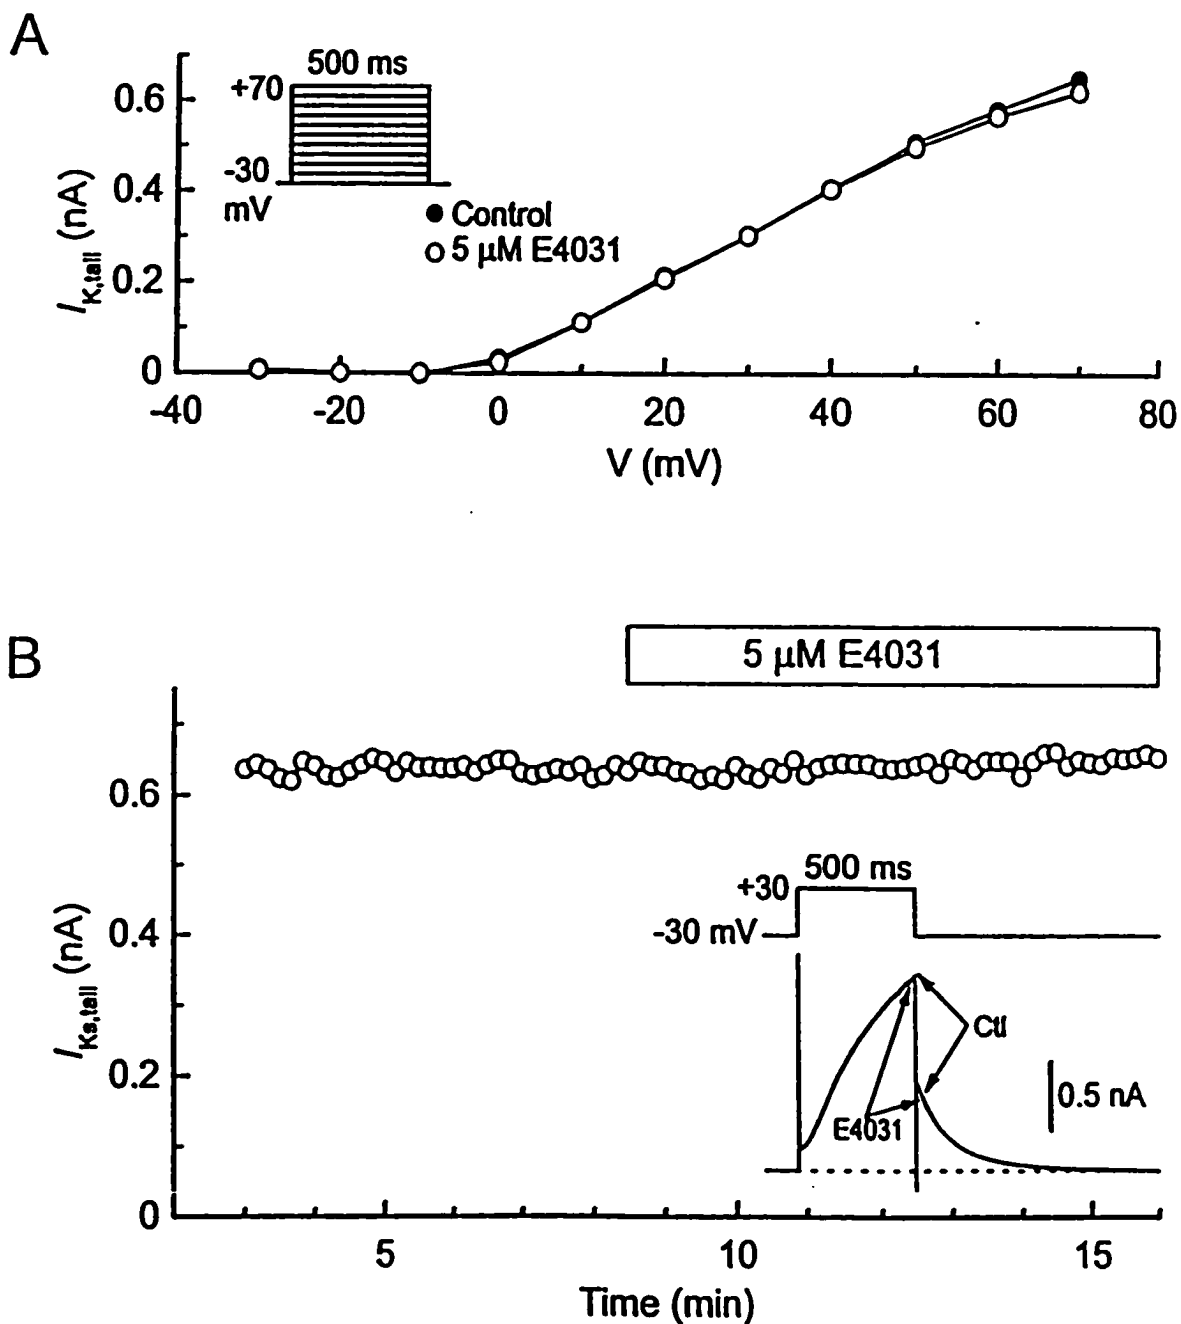 A
500 ms
+70
-30
mV
● Control
○ 5 μM E4031
I K,tail (nA)
0.6
0.4
0.2
0
-40 -20 0 20 40 60 80
V (mV)
B
5 μM E4031
I Ks,tail (nA)
0.6
0.4
0.2
0
500 ms
+30
-30 mV
Ctl
E4031
0.5 nA
5 10 15
Time (min)